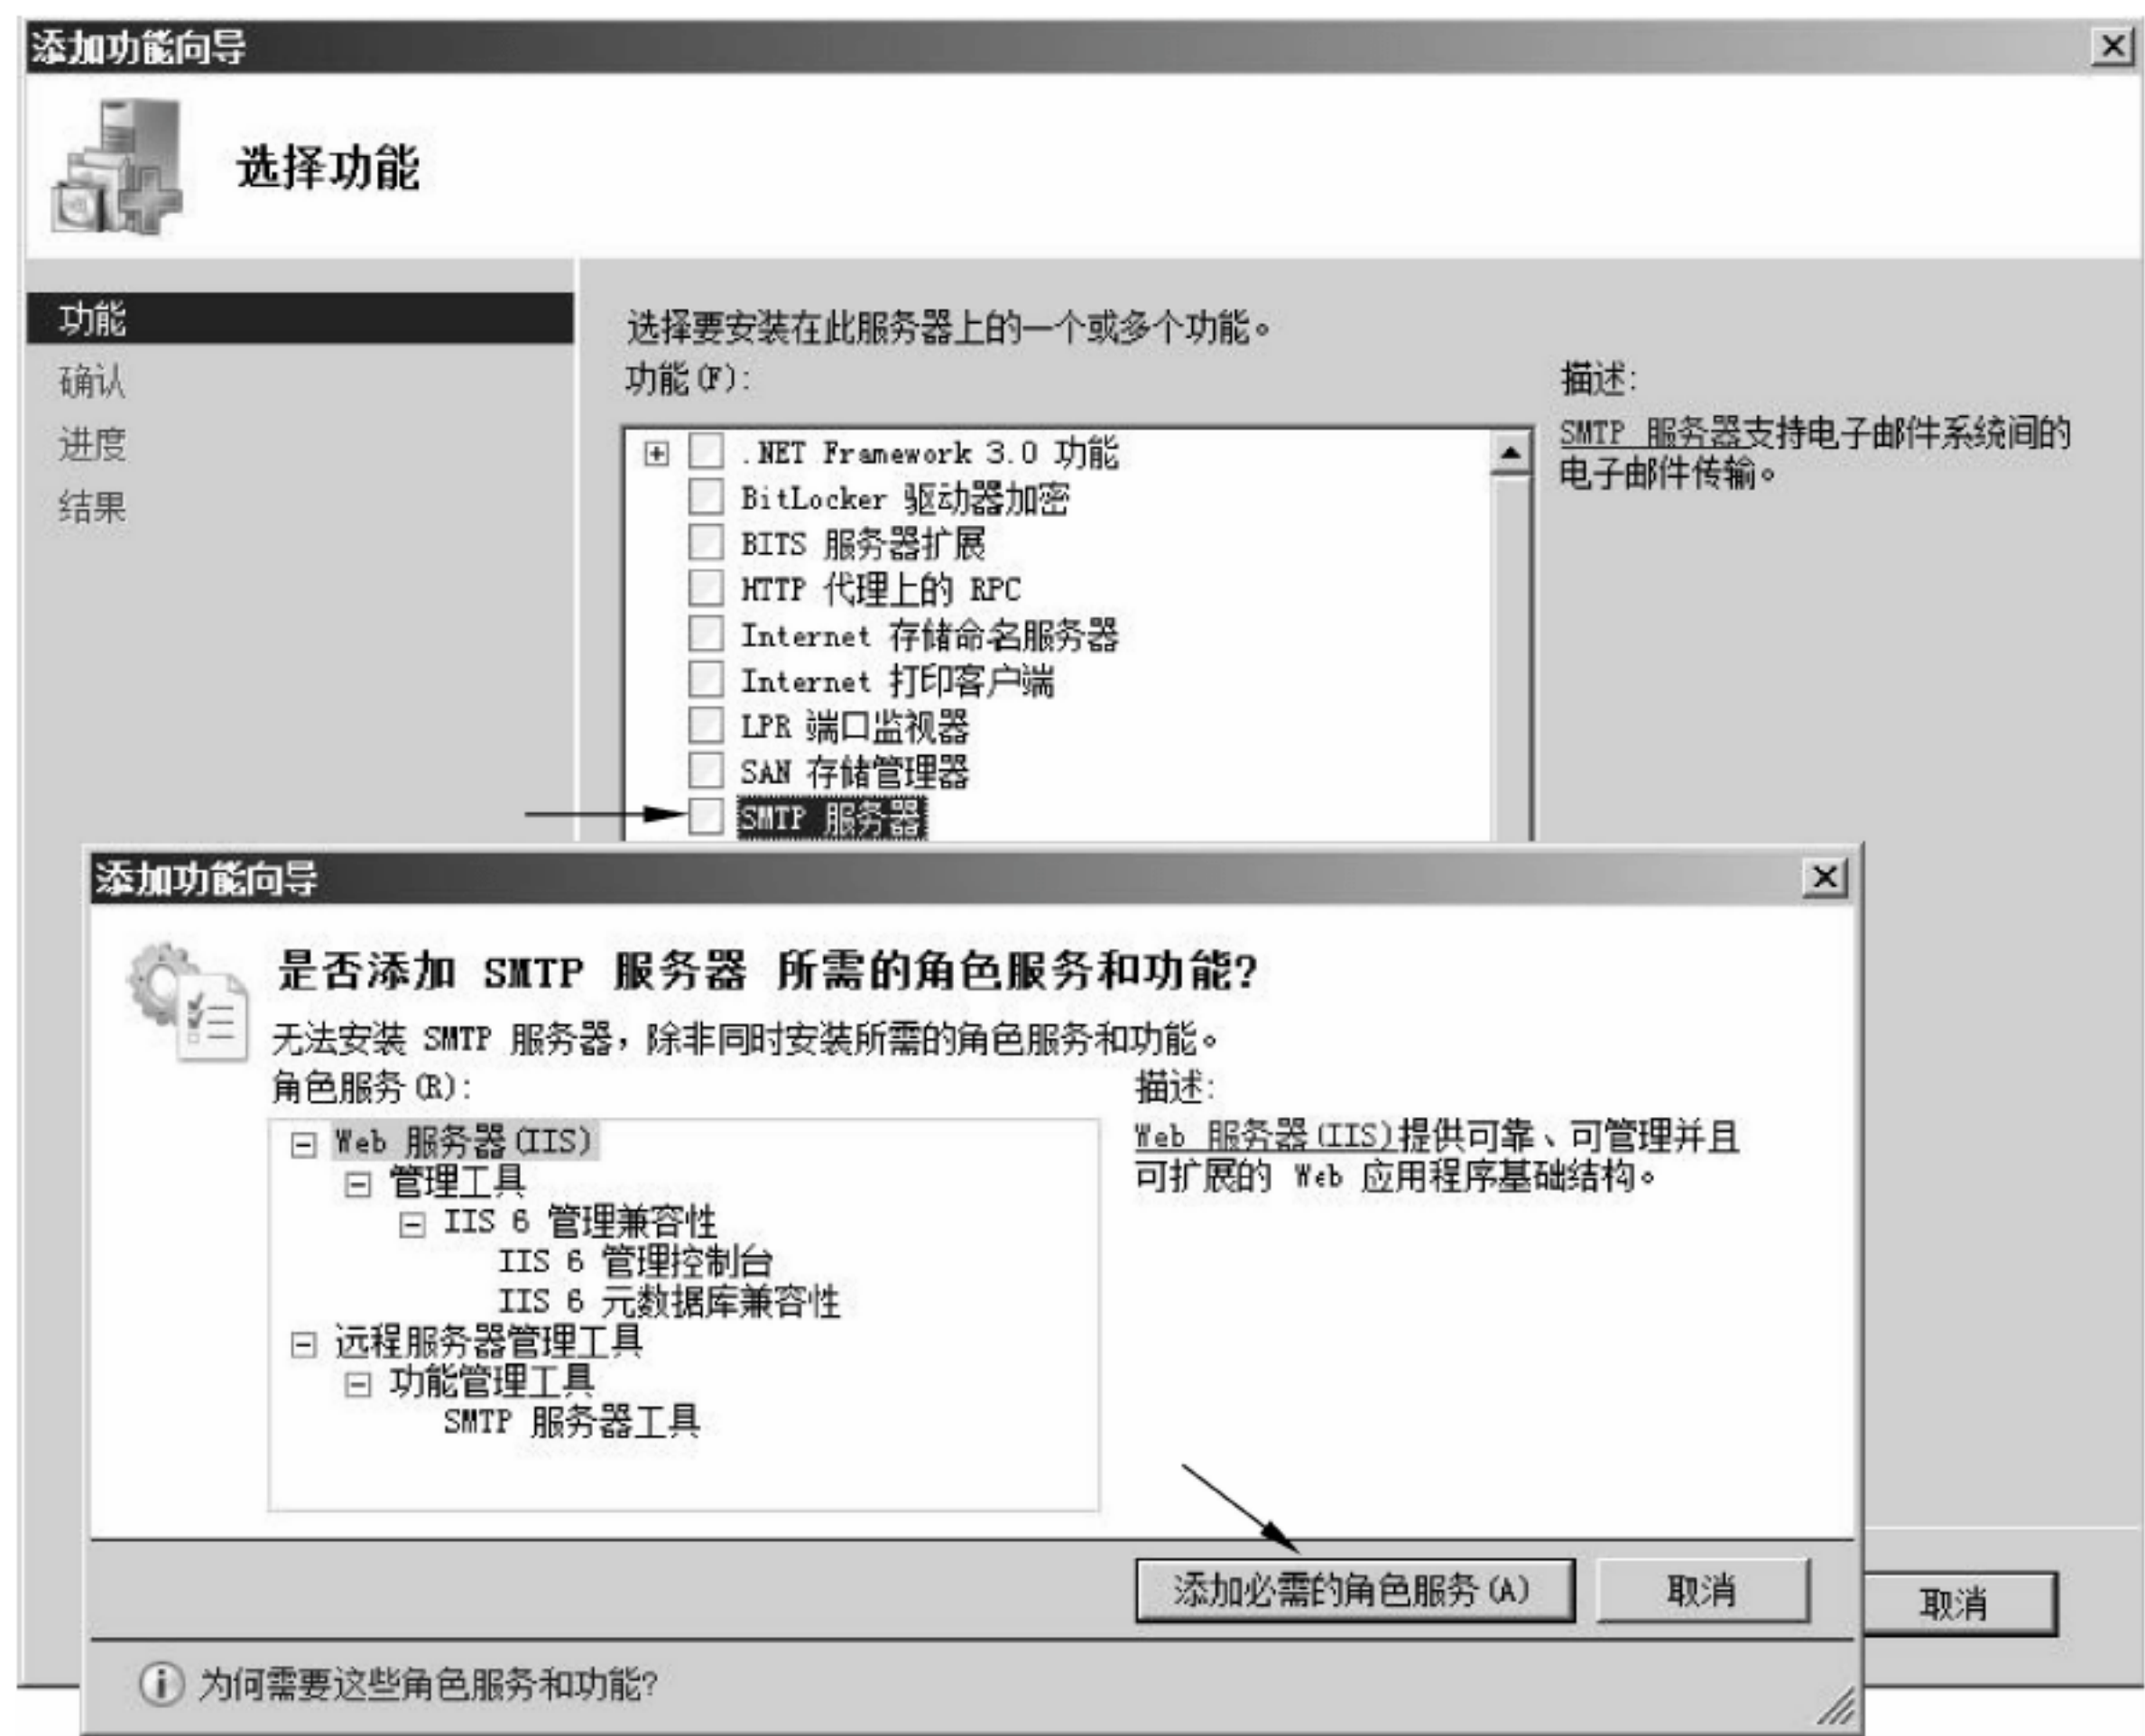 添加功能向导
选择功能
功能
确认
进度
结果
选择要安装在此服务器上的一个或多个功能。
功能(F):
.NET Framework 3.0 功能
BitLocker 驱动器加密
BITS 服务器扩展
HTTP 代理上的 RPC
Internet 存储命名服务器
Internet 打印客户端
LPR 端口监视器
SAN 存储管理器
SMTP 服务器
描述:
SMTP 服务器支持电子邮件系统间的
电子邮件传输。
添加功能向导
是否添加 SMTP 服务器 所需的角色服务和功能?
无法安装 SMTP 服务器，除非同时安装所需的角色服务和功能。
角色服务(R):
Web 服务器(IIS)
管理工具
IIS 6 管理兼容性
IIS 6 管理控制台
IIS 6 元数据库兼容性
远程服务器管理工具
功能管理工具
SMTP 服务器工具
描述:
Web 服务器(IIS)提供可靠、可管理并且
可扩展的 Web 应用程序基础结构。
添加必需的角色服务(A)
取消
取消
为何需要这些角色服务和功能?